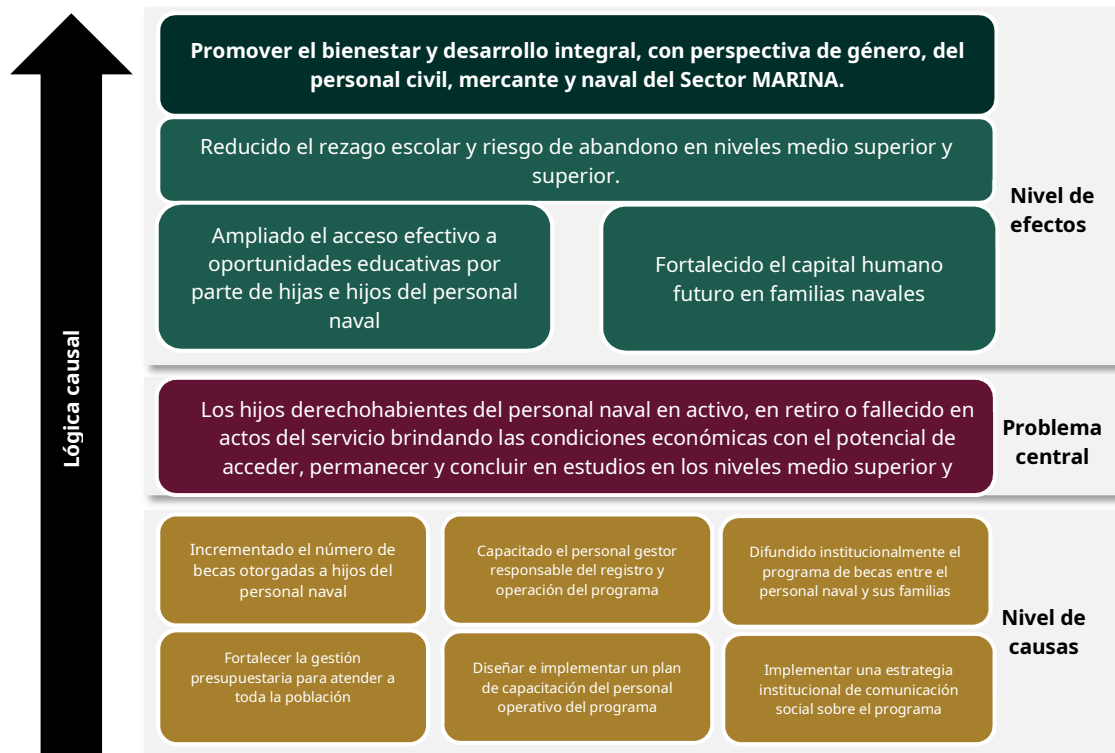 Promover el bienestar y desarrollo integral, con perspectiva de género, del
personal civil, mercante y naval del Sector MARINA.
Reducido el rezago escolar y riesgo de abandono en niveles medio superior y
superior.
Nivel de
efectos
Ampliado el acceso efectivo a
oportunidades educativas por
parte de hijas e hijos del personal
naval
Fortalecido el capital humano
futuro en familias navales
Lógica causal
Los hijos derechohabientes del personal naval en activo, en retiro o fallecido en
actos del servicio brindando las condiciones económicas con el potencial de
acceder, permanecer y concluir en estudios en los niveles medio superior y
Problema
central
Incrementado el número de
becas otorgadas a hijos del
personal naval
Capacitado el personal gestor
responsable del registro y
operación del programa
Difundido institucionalmente el
programa de becas entre el
personal naval y sus familias
Nivel de
causas
Fortalecer la gestión
presupuestaria para atender a
toda la población
Diseñar e implementar un plan
de capacitación del personal
operativo del programa
Implementar una estrategia
institucional de comunicación
social sobre el programa